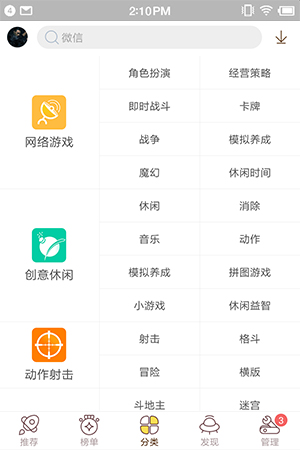 4 2:10PM
微信
角色扮演 经营策略
即时战斗 卡牌
网络游戏
战争 模拟养成
魔幻 休闲时间
休闲 消除
音乐 动作
创意休闲
模拟养成 拼图游戏
小游戏 休闲益智
射击 格斗
动作射击
冒险 横版
斗地主 迷宫
3
推荐 榜单 分类 发现 管理